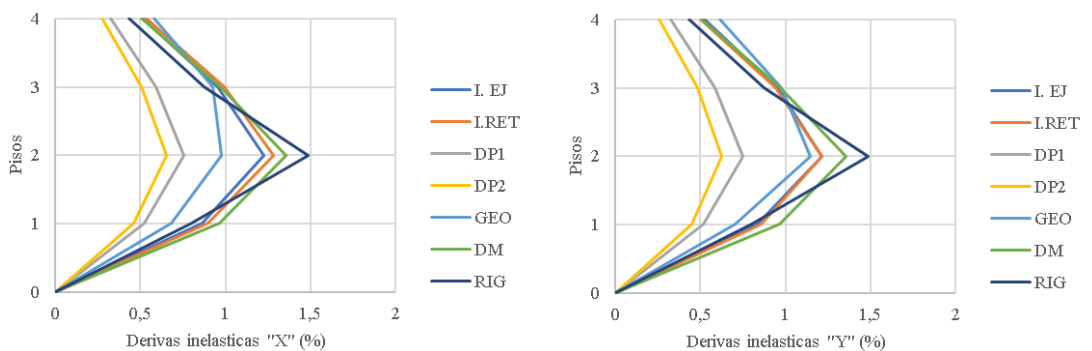 4
3
2
1
0
Pisos
0
0,5
1
1,5
2
Derivas inelasticas "X" (%)
I. EJ
I.RET
DP1
DP2
GEO
DM
RIG
4
3
2
1
0
Pisos
0
0,5
1
1,5
2
Derivas inelasticas "Y" (%)
I. EJ
I.RET
DP1
DP2
GEO
DM
RIG